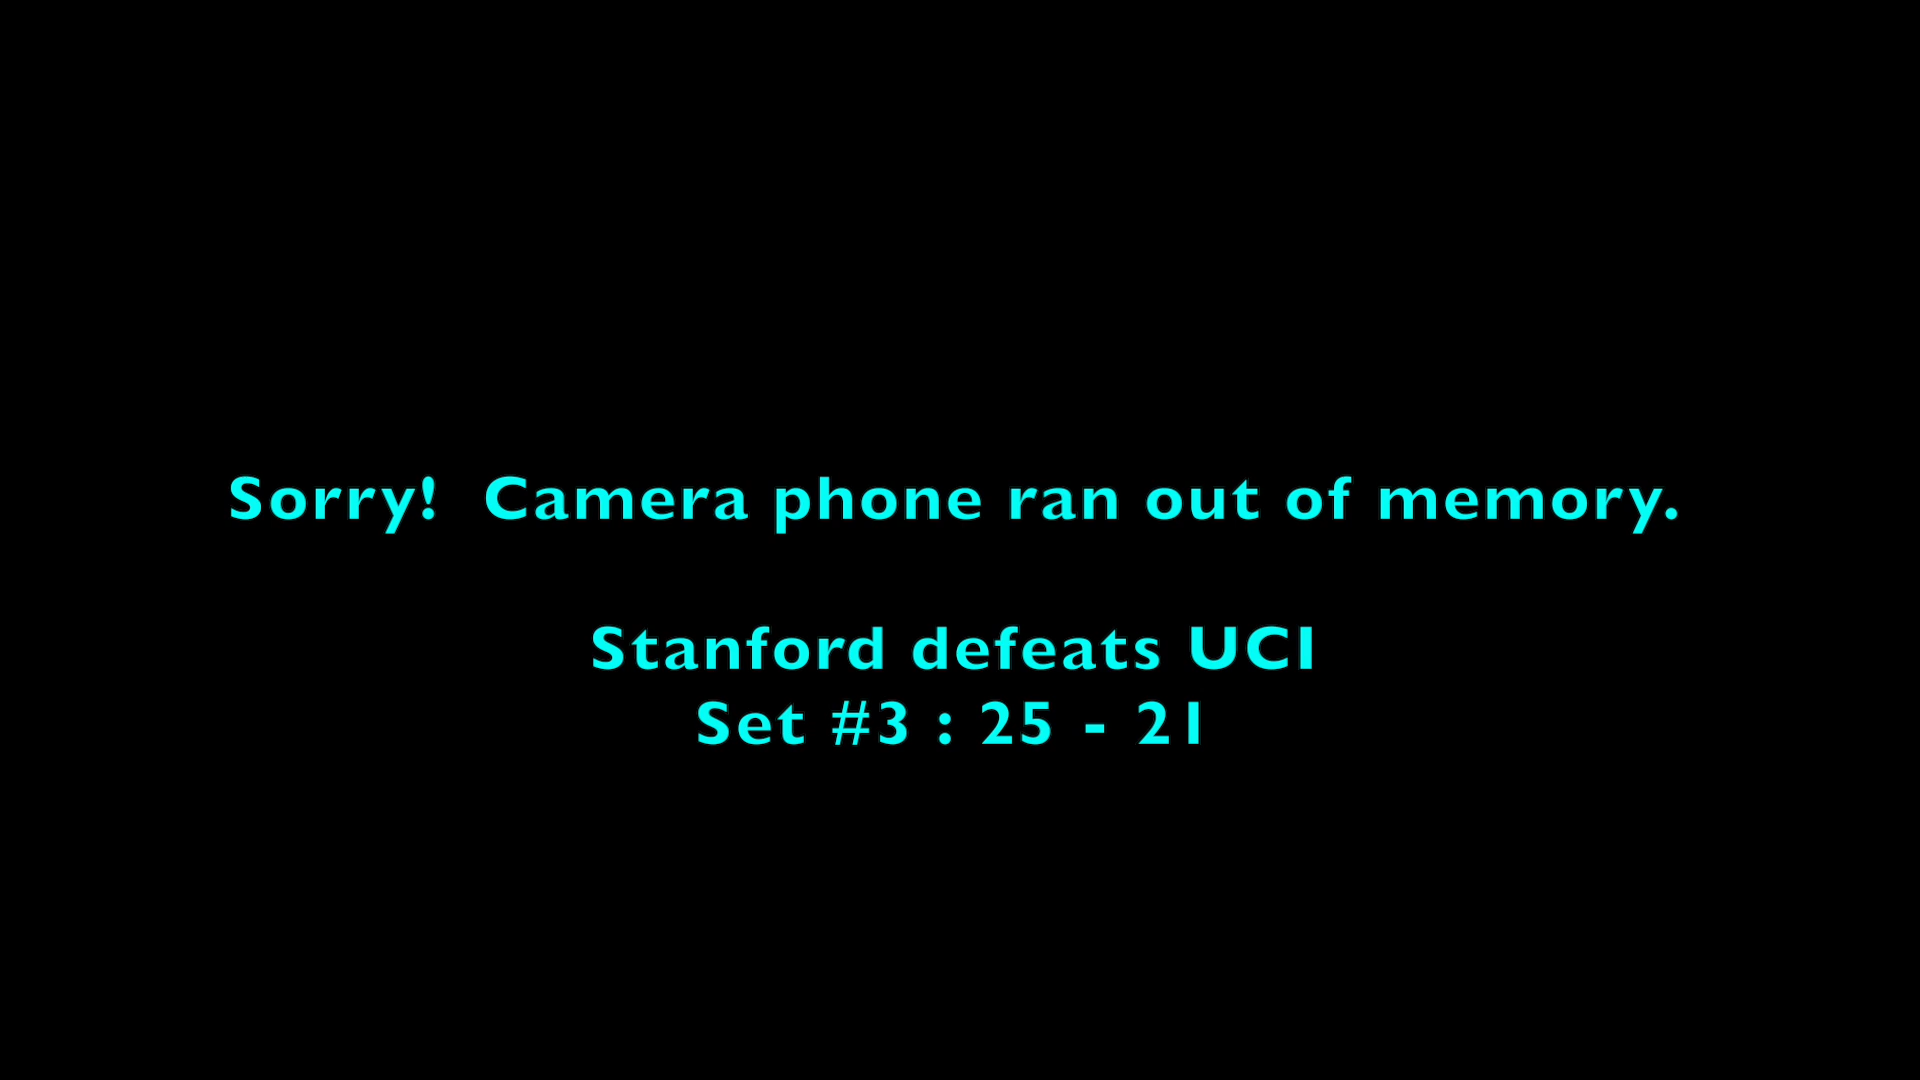 Sorry!  Camera phone ran out of memory.
Stanford defeats UCI
Set #3 : 25 - 21